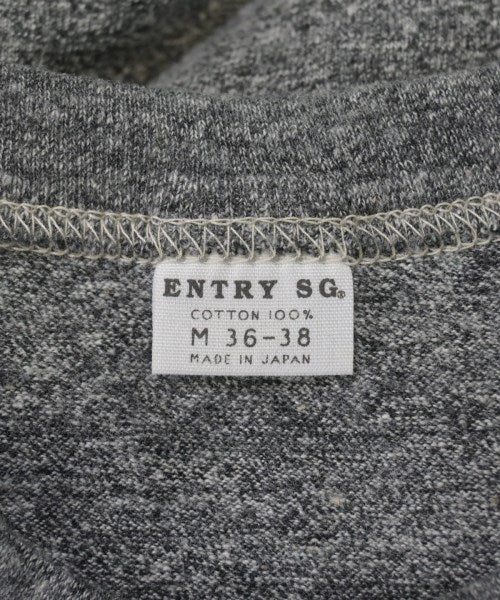 ENTRY SG®
COTTON 100%
M 36-38
MADE IN JAPAN